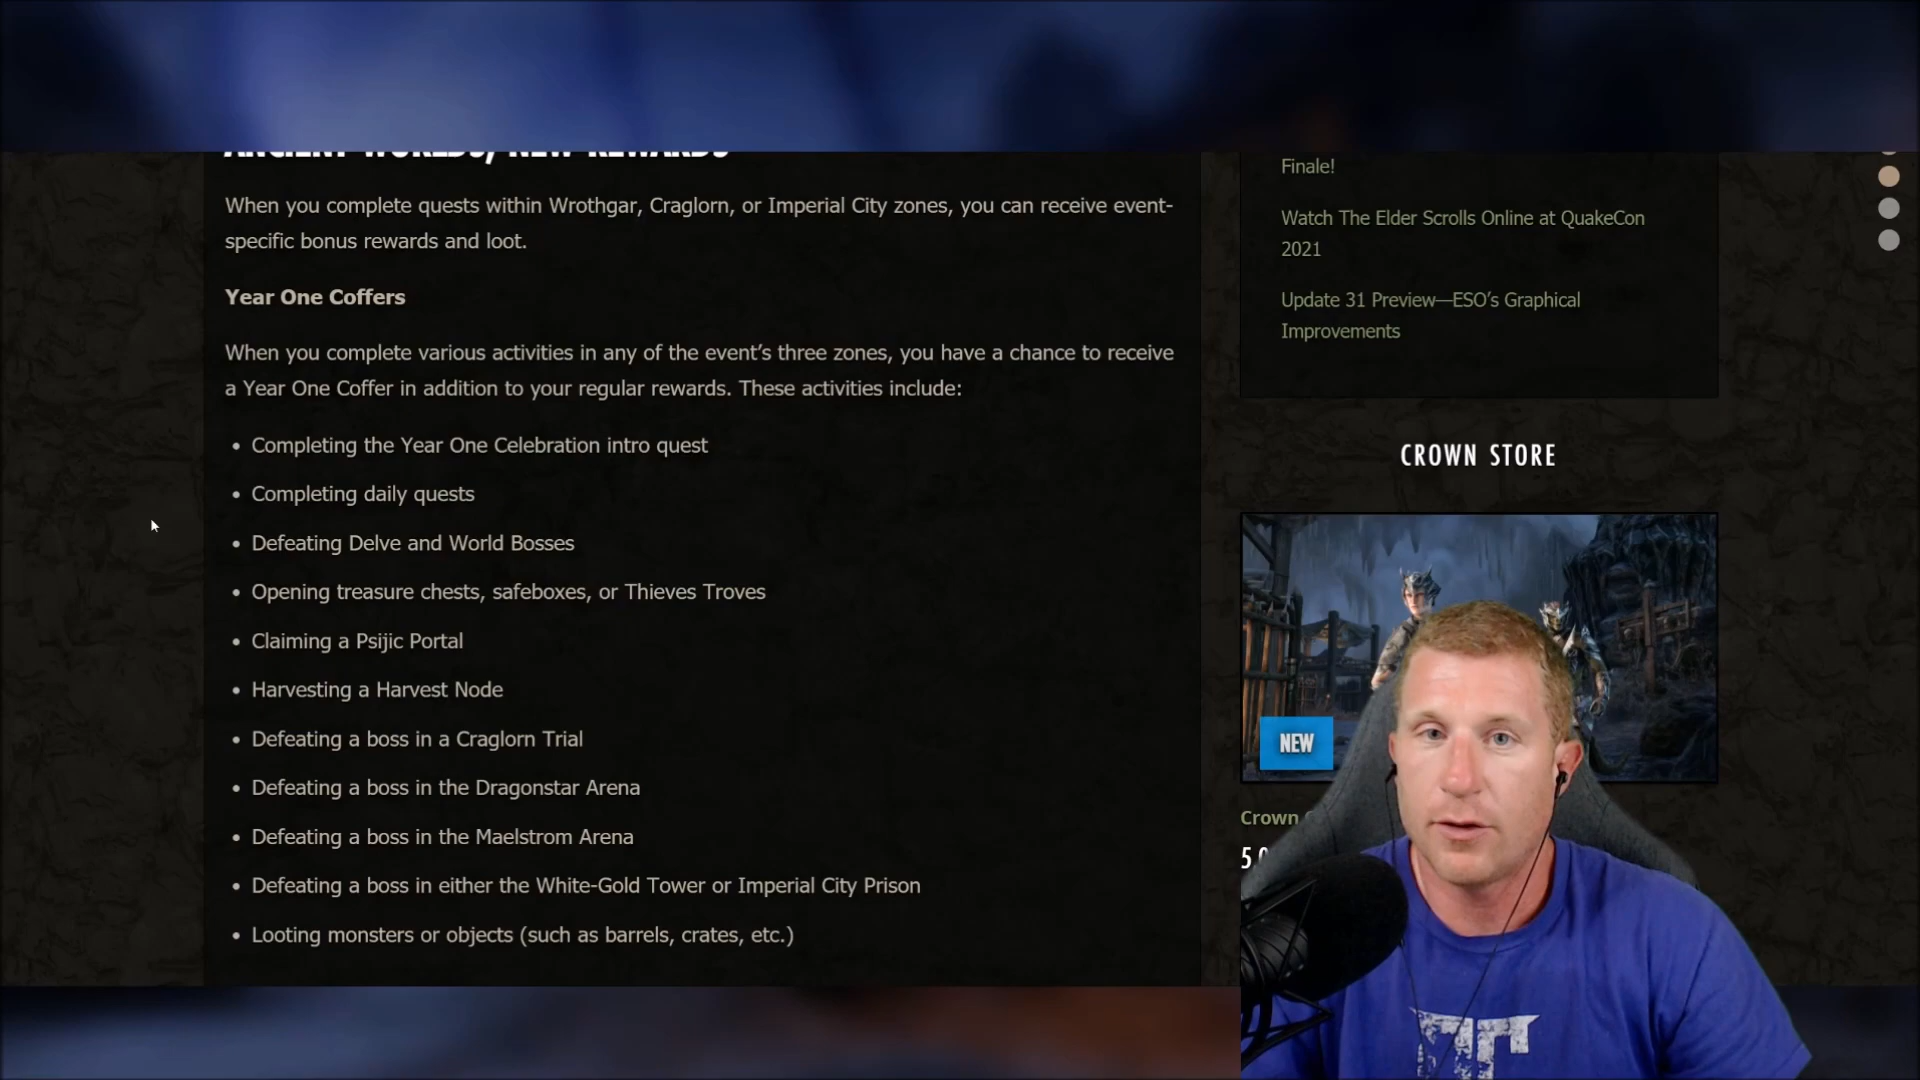 ANCIENT WORLDS, NEW REWARDS
When you complete quests within Wrothgar, Craglorn, or Imperial City zones, you can receive event-
specific bonus rewards and loot.
Year One Coffers
When you complete various activities in any of the event's three zones, you have a chance to receive
a Year One Coffer in addition to your regular rewards. These activities include:
• Completing the Year One Celebration intro quest
• Completing daily quests
• Defeating Delve and World Bosses
• Opening treasure chests, safeboxes, or Thieves Troves
• Claiming a Psijic Portal
• Harvesting a Harvest Node
• Defeating a boss in a Craglorn Trial
• Defeating a boss in the Dragonstar Arena
• Defeating a boss in the Maelstrom Arena
• Defeating a boss in either the White-Gold Tower or Imperial City Prison
• Looting monsters or objects (such as barrels, crates, etc.)
Finale!
Watch The Elder Scrolls Online at QuakeCon
2021
Update 31 Preview—ESO's Graphical
Improvements
CROWN STORE
NEW
Crown